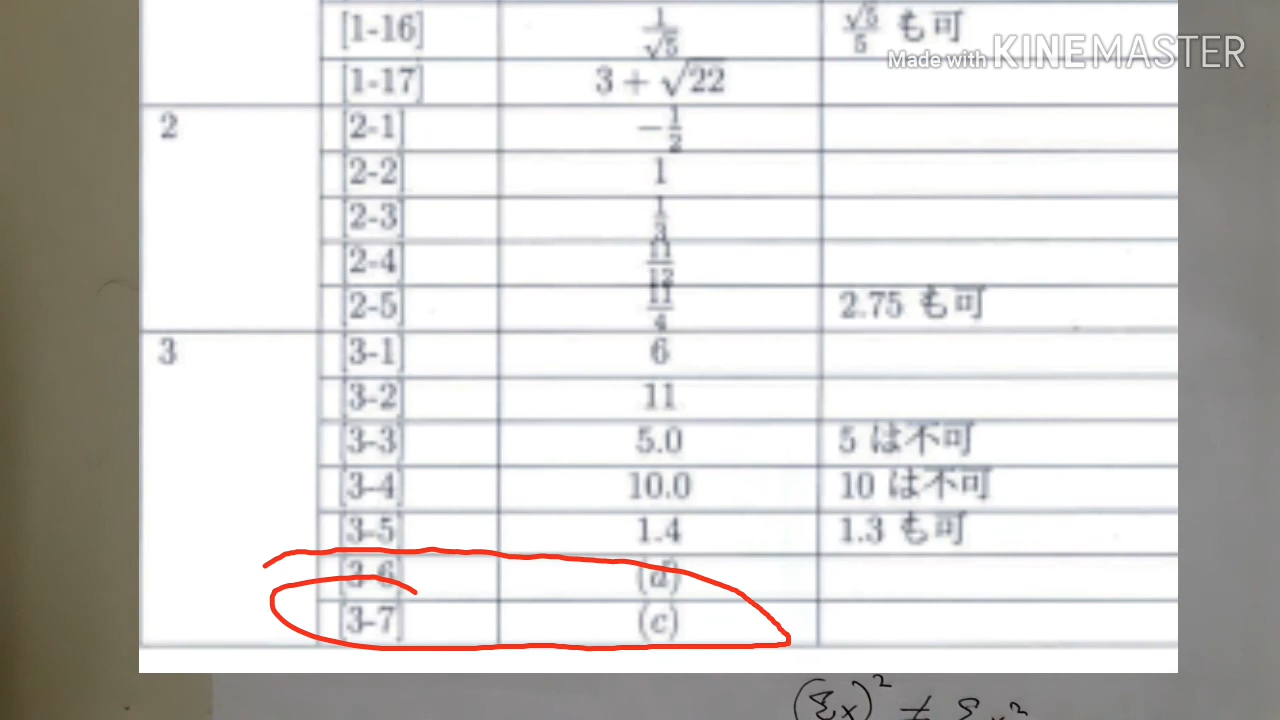 [1-16] 1/√5 √5/5 も可
Made with KINEMASTER
[1-17] 3 + √22
2 [2-1] −1/2
[2-2] 1
[2-3] 1/3
[2-4] 11/12
[2-5] 11/4 2.75 も可
3 [3-1] 6
[3-2] 11
[3-3] 5.0 5 は不可
[3-4] 10.0 10 は不可
[3-5] 1.4 1.3 も可
[3-6] (d)
[3-7] (c)
(Σx)² ≠ Σx²